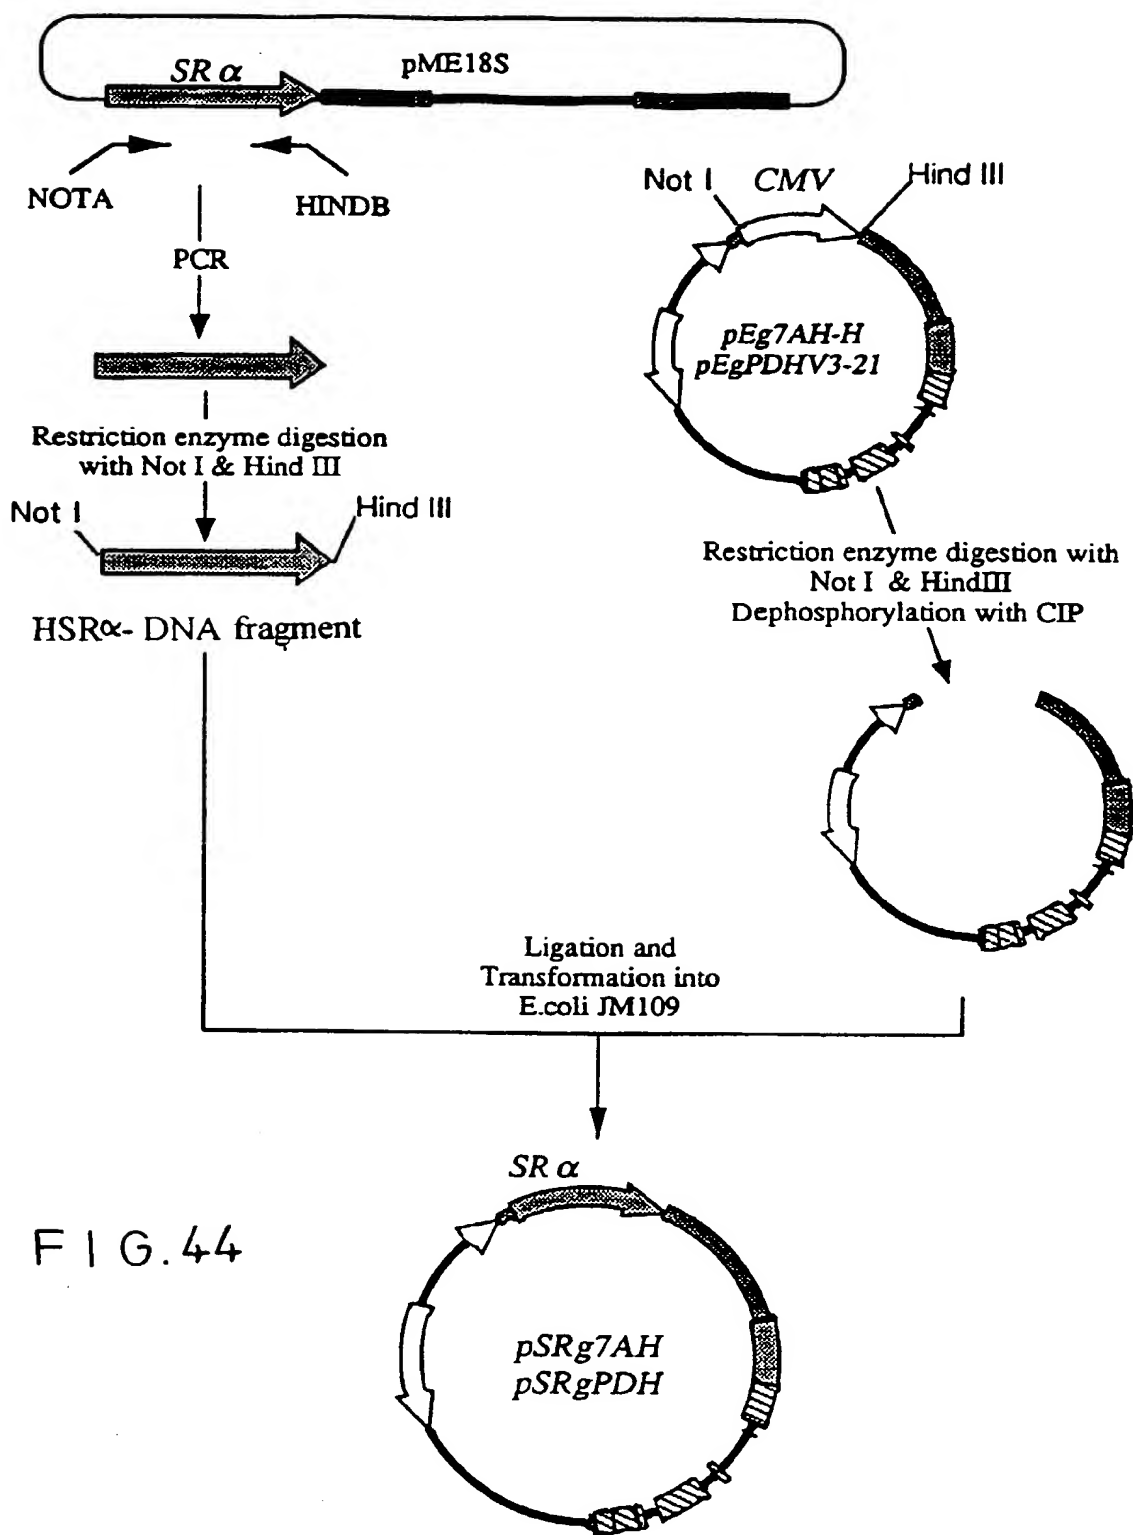 SR α
pME18S
NOTA
HINDB
PCR
Restriction enzyme digestion
with Not I & Hind III
Not I
Hind III
HSRα- DNA fragment
Not I
CMV
Hind III
pEg7AH-H
pEgPDHV3-21
Restriction enzyme digestion with
Not I & HindIII
Dephosphorylation with CIP
Ligation and
Transformation into
E.coli JM109
SR α
pSRg7AH
pSRgPDH
FIG.44